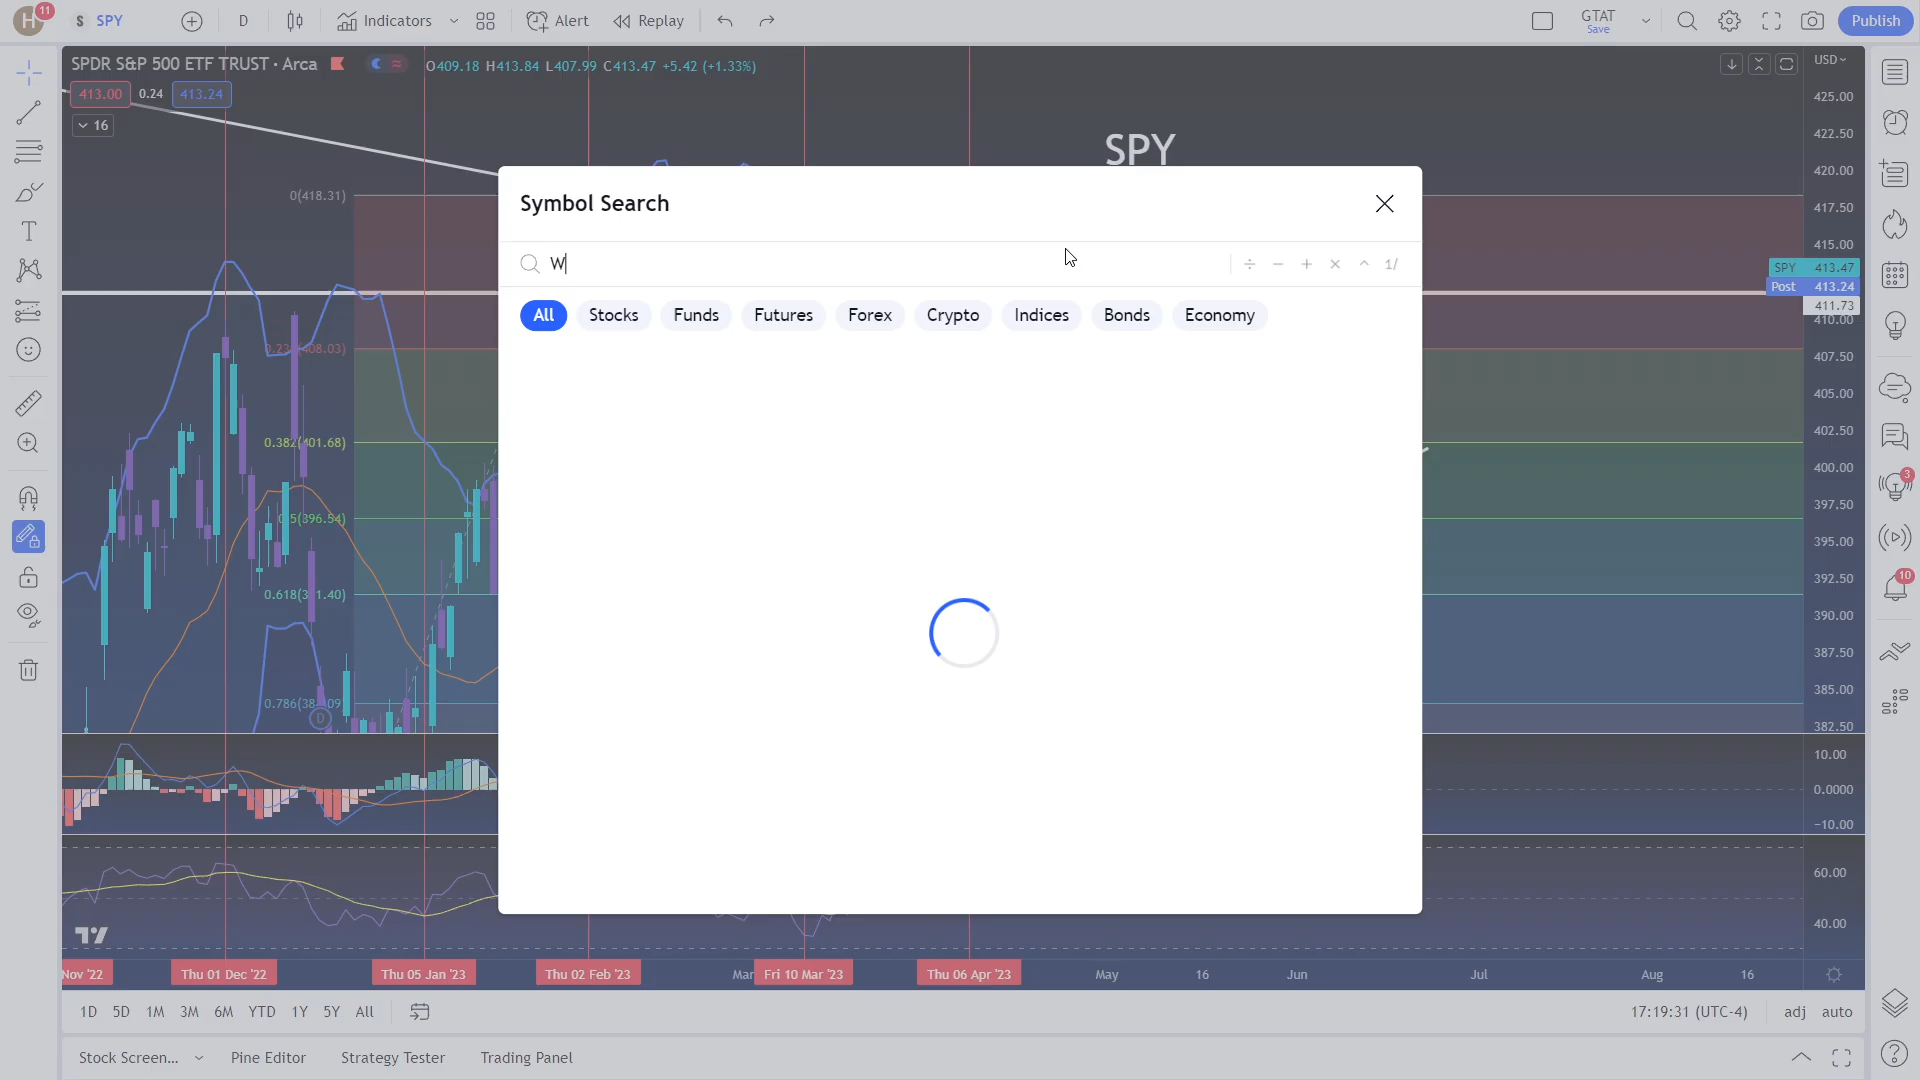 H 11 S SPY D Indicators Alert Replay GTAT Save Publish
SPDR S&P 500 ETF TRUST · Arca O409.18 H413.84 L407.99 C413.47 +5.42 (+1.33%) USD
413.00 0.24 413.24
16
SPY
Symbol Search
W
÷ − + × ^ 1/
All Stocks Funds Futures Forex Crypto Indices Bonds Economy
0(418.31)
0.382(401.68)
0.786(38
D
425.00
422.50
420.00
417.50
415.00
SPY 413.47
Post 413.24
411.73
410.00
407.50
405.00
402.50
400.00
397.50
395.00
392.50
390.00
387.50
385.00
382.50
10.00
0.0000
−10.00
60.00
40.00
3
10
Nov '22 Thu 01 Dec '22 Thu 05 Jan '23 Thu 02 Feb '23 Mar Fri 10 Mar '23 Thu 06 Apr '23 May 16 Jun Jul Aug 16
1D 5D 1M 3M 6M YTD 1Y 5Y All 17:19:31 (UTC-4) adj auto
Stock Screen... Pine Editor Strategy Tester Trading Panel